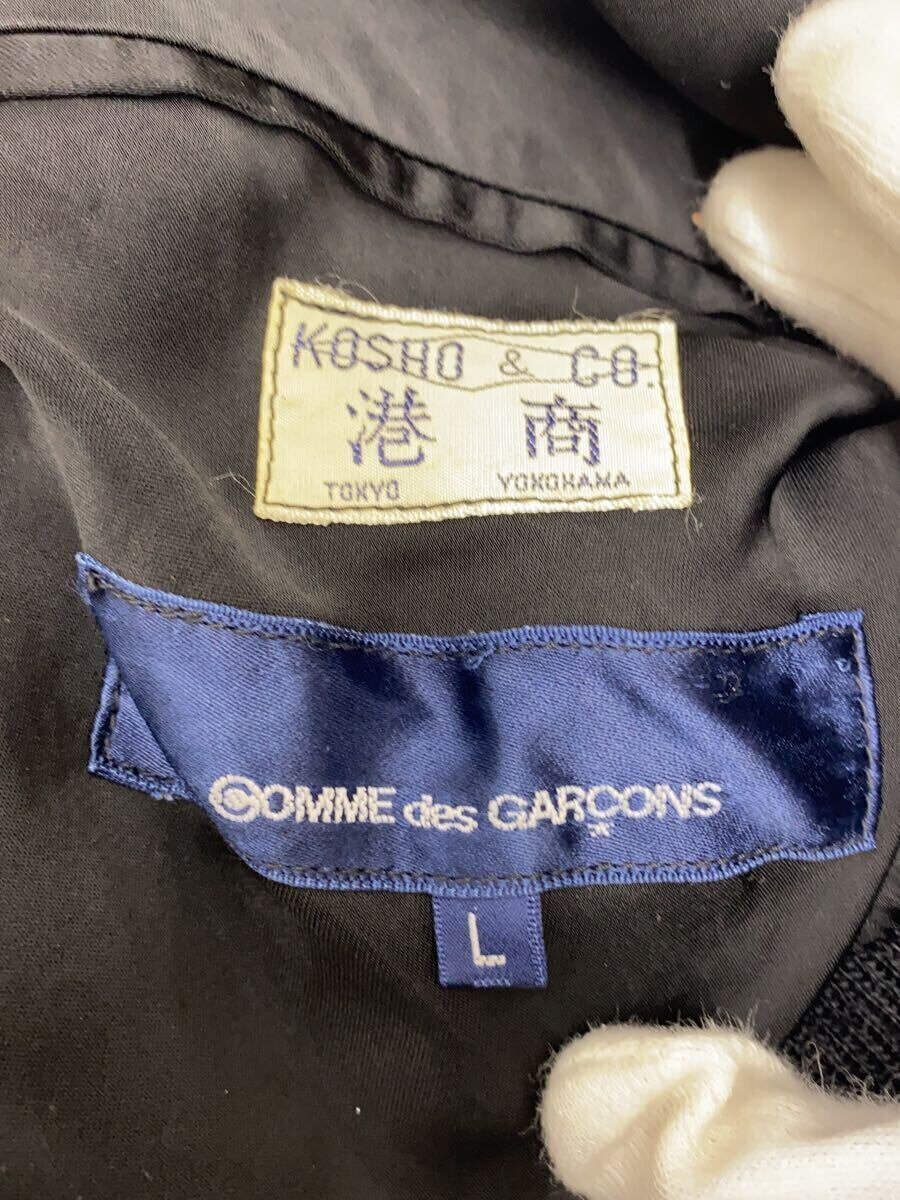 KOSHO & CO.
港商
TOKYO YOKOHAMA
COMME des GARÇONS
L